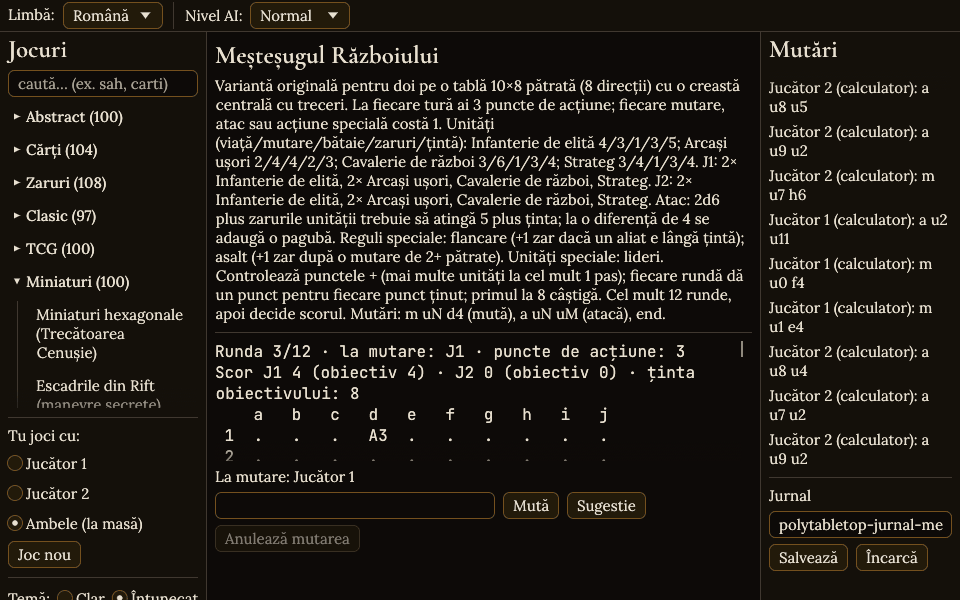 Limbă: Română ▼ Nivel AI: Normal ▼
Jocuri
caută... (ex. sah, carti)
▸ Abstract (100)
▸ Cărți (104)
▸ Zaruri (108)
▸ Clasic (97)
▸ TCG (100)
▾ Miniaturi (100)
Miniaturi hexagonale
(Trecătoarea
Cenușie)
Escadrile din Rift
(manevre secrete)
Tu joci cu:
Jucător 1
Jucător 2
Ambele (la masă)
Joc nou
Temă: Clar Întunecat
Meșteșugul Războiului
Variantă originală pentru doi pe o tablă 10×8 pătrată (8 direcții) cu o creastă
centrală cu treceri. La fiecare tură ai 3 puncte de acțiune; fiecare mutare,
atac sau acțiune specială costă 1. Unități
(viață/mutare/bătaie/zaruri/țintă): Infanterie de elită 4/3/1/3/5; Arcași
ușori 2/4/4/2/3; Cavalerie de război 3/6/1/3/4; Strateg 3/4/1/3/4. J1: 2×
Infanterie de elită, 2× Arcași ușori, Cavalerie de război, Strateg. J2: 2×
Infanterie de elită, 2× Arcași ușori, Cavalerie de război, Strateg. Atac: 2d6
plus zarurile unității trebuie să atingă 5 plus ținta; la o diferență de 4 se
adaugă o pagubă. Reguli speciale: flancare (+1 zar dacă un aliat e lângă țintă);
asalt (+1 zar după o mutare de 2+ pătrate). Unități speciale: lideri.
Controlează punctele + (mai multe unități la cel mult 1 pas); fiecare rundă dă
un punct pentru fiecare punct ținut; primul la 8 câștigă. Cel mult 12 runde,
apoi decide scorul. Mutări: m uN d4 (mută), a uN uM (atacă), end.
Runda 3/12 · la mutare: J1 · puncte de acțiune: 3
Scor J1 4 (obiectiv 4) · J2 0 (obiectiv 0) · ținta
obiectivului: 8
a b c d e f g h i j
1 . . . A3 . . . . . .
2 . . . . . . . . . .
La mutare: Jucător 1
Mută Sugestie
Anulează mutarea
Mutări
Jucător 2 (calculator): a
u8 u5
Jucător 2 (calculator): a
u9 u2
Jucător 2 (calculator): m
u7 h6
Jucător 1 (calculator): a u2
u11
Jucător 1 (calculator): m
u0 f4
Jucător 1 (calculator): m
u1 e4
Jucător 2 (calculator): a
u8 u4
Jucător 2 (calculator): a
u7 u2
Jucător 2 (calculator): a
u9 u2
Jurnal
polytabletop-jurnal-me
Salvează Încarcă